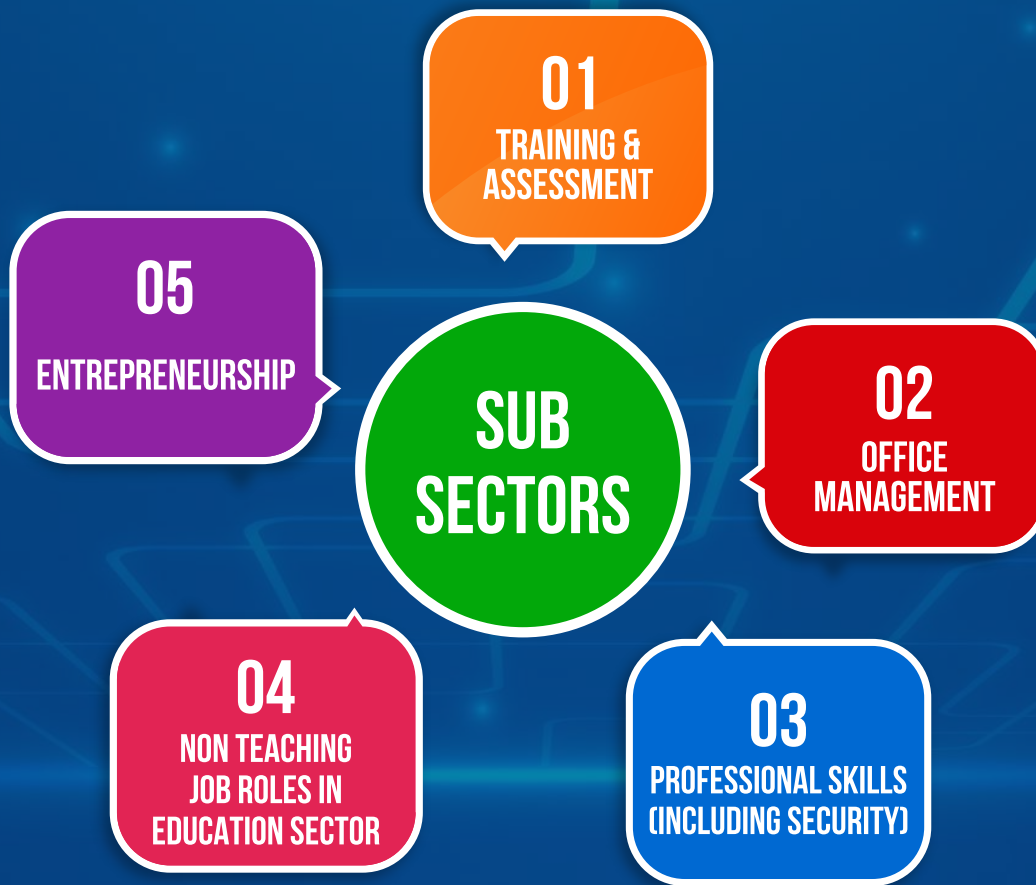 01
TRAINING &
ASSESSMENT
05
ENTREPRENEURSHIP
SUB
SECTORS
02
OFFICE
MANAGEMENT
04
NON TEACHING
JOB ROLES IN
EDUCATION SECTOR
03
PROFESSIONAL SKILLS
(INCLUDING SECURITY)